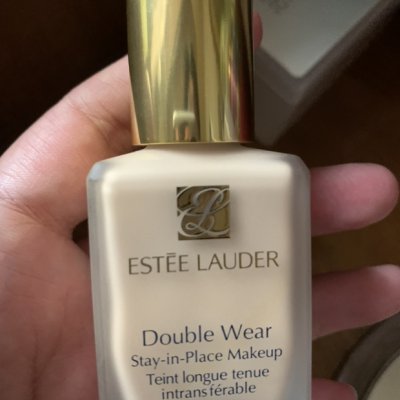 ESTĒE LAUDER
Double Wear
Stay-in-Place Makeup
Teint longue tenue
intransférable